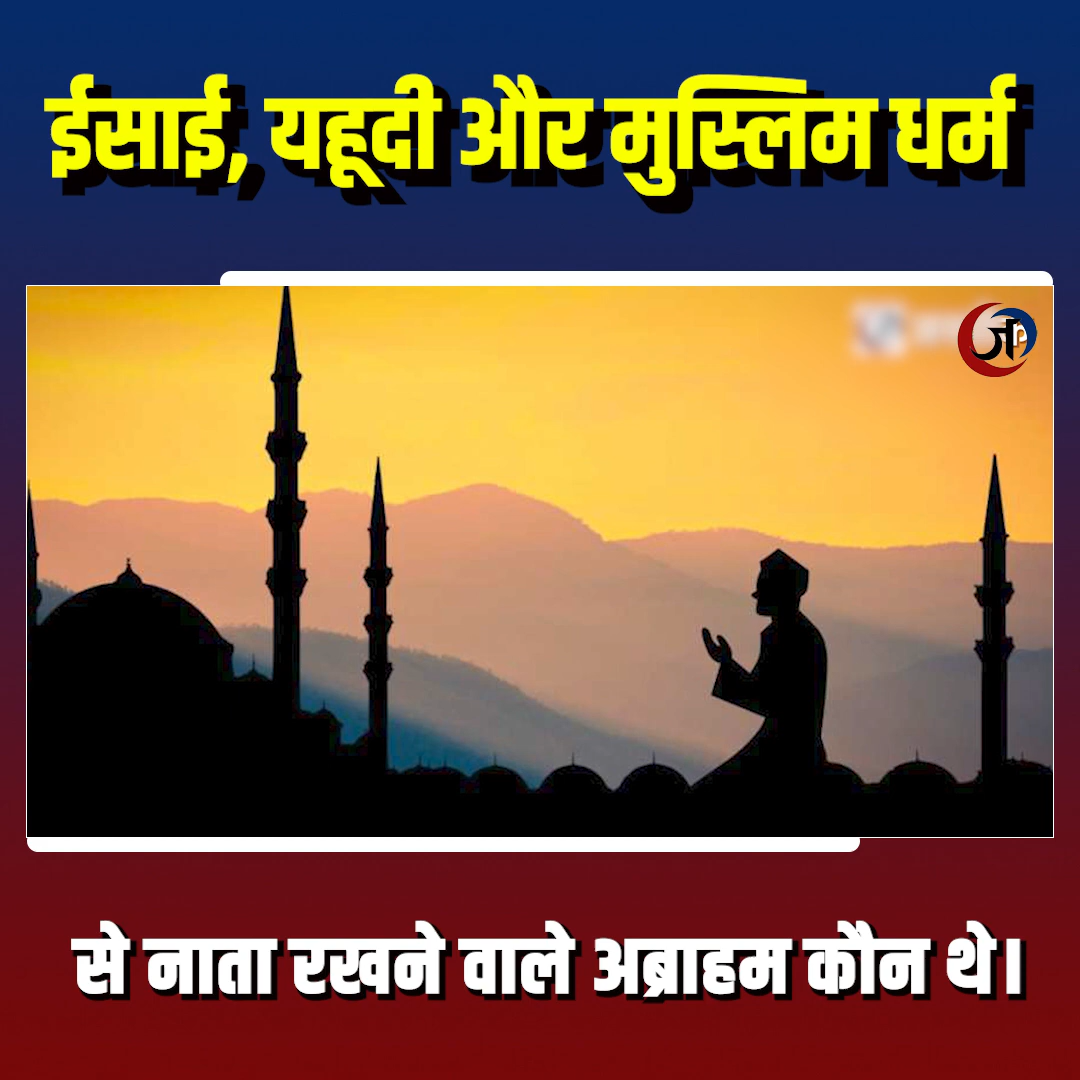 ईसाई, यहूदी और मुस्लिम धर्म
से नाता रखने वाले अब्राहम कौन थे।